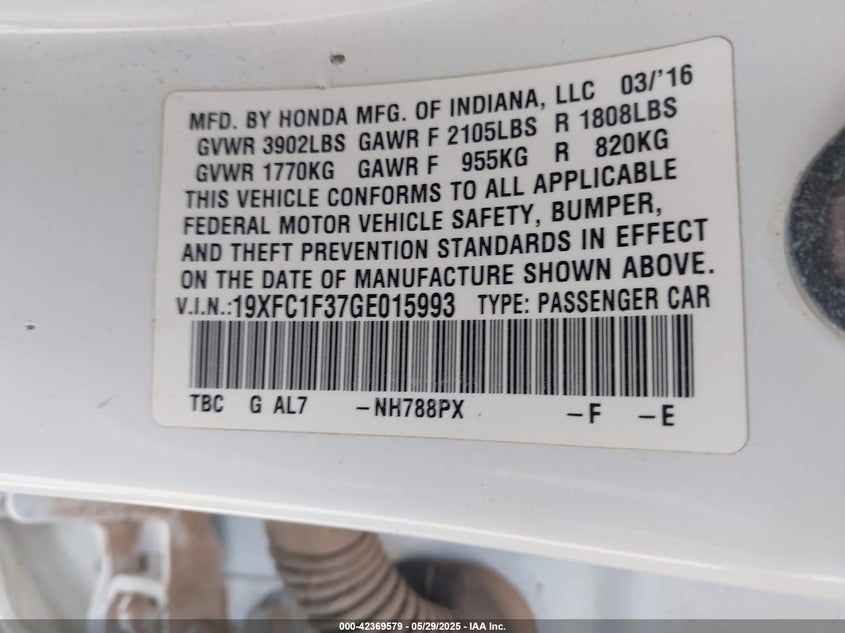 MFD. BY HONDA MFG. OF INDIANA, LLC 03/'16
GVWR 3902LBS GAWR F 2105LBS R 1808LBS
GVWR 1770KG GAWR F 955KG R 820KG
THIS VEHICLE CONFORMS TO ALL APPLICABLE
FEDERAL MOTOR VEHICLE SAFETY, BUMPER,
AND THEFT PREVENTION STANDARDS IN EFFECT
ON THE DATE OF MANUFACTURE SHOWN ABOVE.
V.I.N.:19XFC1F37GE015993 TYPE: PASSENGER CAR
TBC G AL7 -NH788PX -F -E
000-42369579 - 05/29/2025 - IAA Inc.